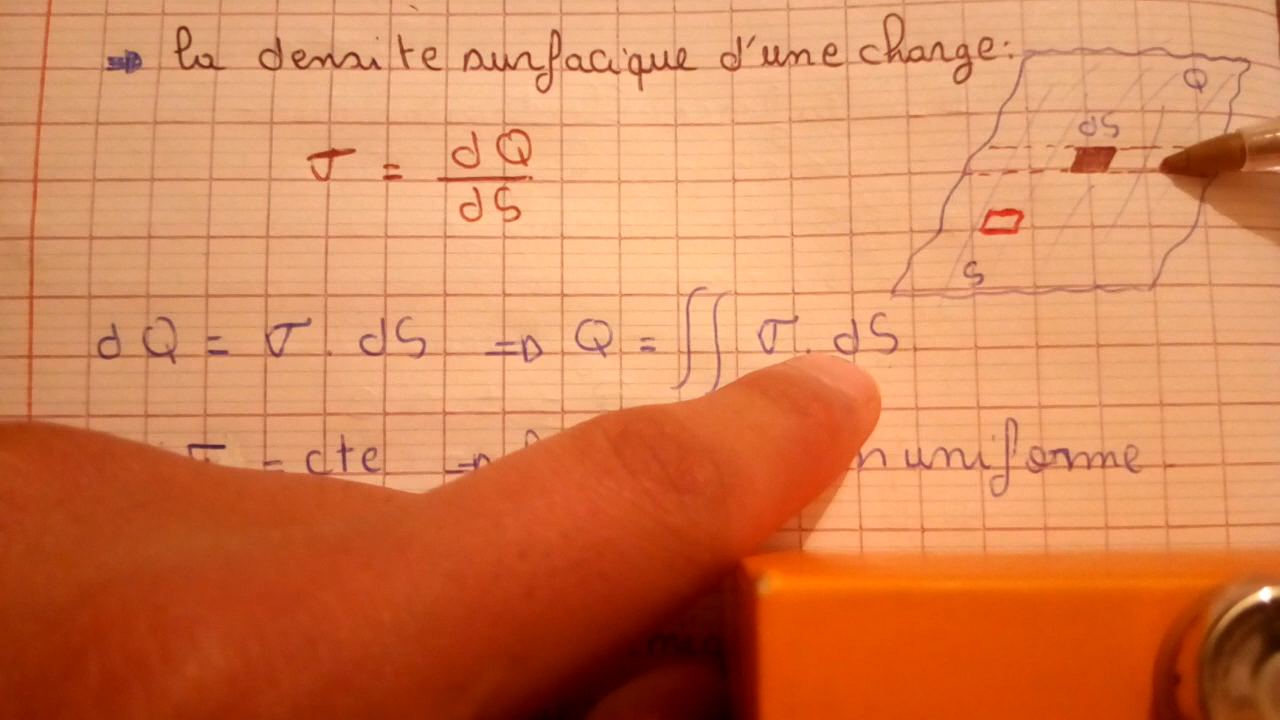 ⇒ la densite surfacique d'une charge:
Q
dS
σ = dQ/dS
S
dQ = σ . dS ⇒ Q = ∬ σ . dS
σ = cte ⇒ uniforme